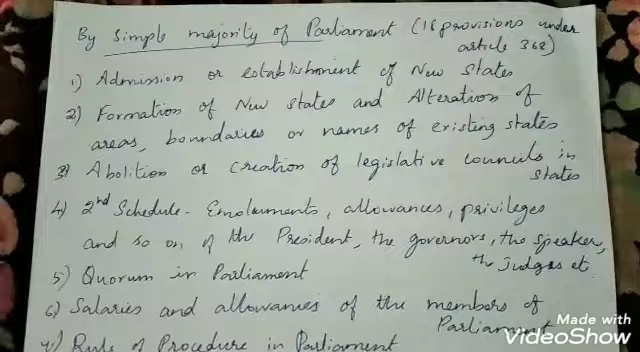 By Simple majority of Parliament (18 provisions under
article 368)
1) Admission or establishment of New States
2) Formation of New states and Alteration of
areas, boundaries or names of existing states
3) Abolition or Creation of legislative councils in
states
4) 2nd Schedule - Emoluments, allowances, privileges
and so on of the President, the governors, the speaker,
the judges etc
5) Quorum in Parliament
6) Salaries and allowances of the members of
Parliament
7) Rule of Procedure in Parliament
Made with
VideoShow